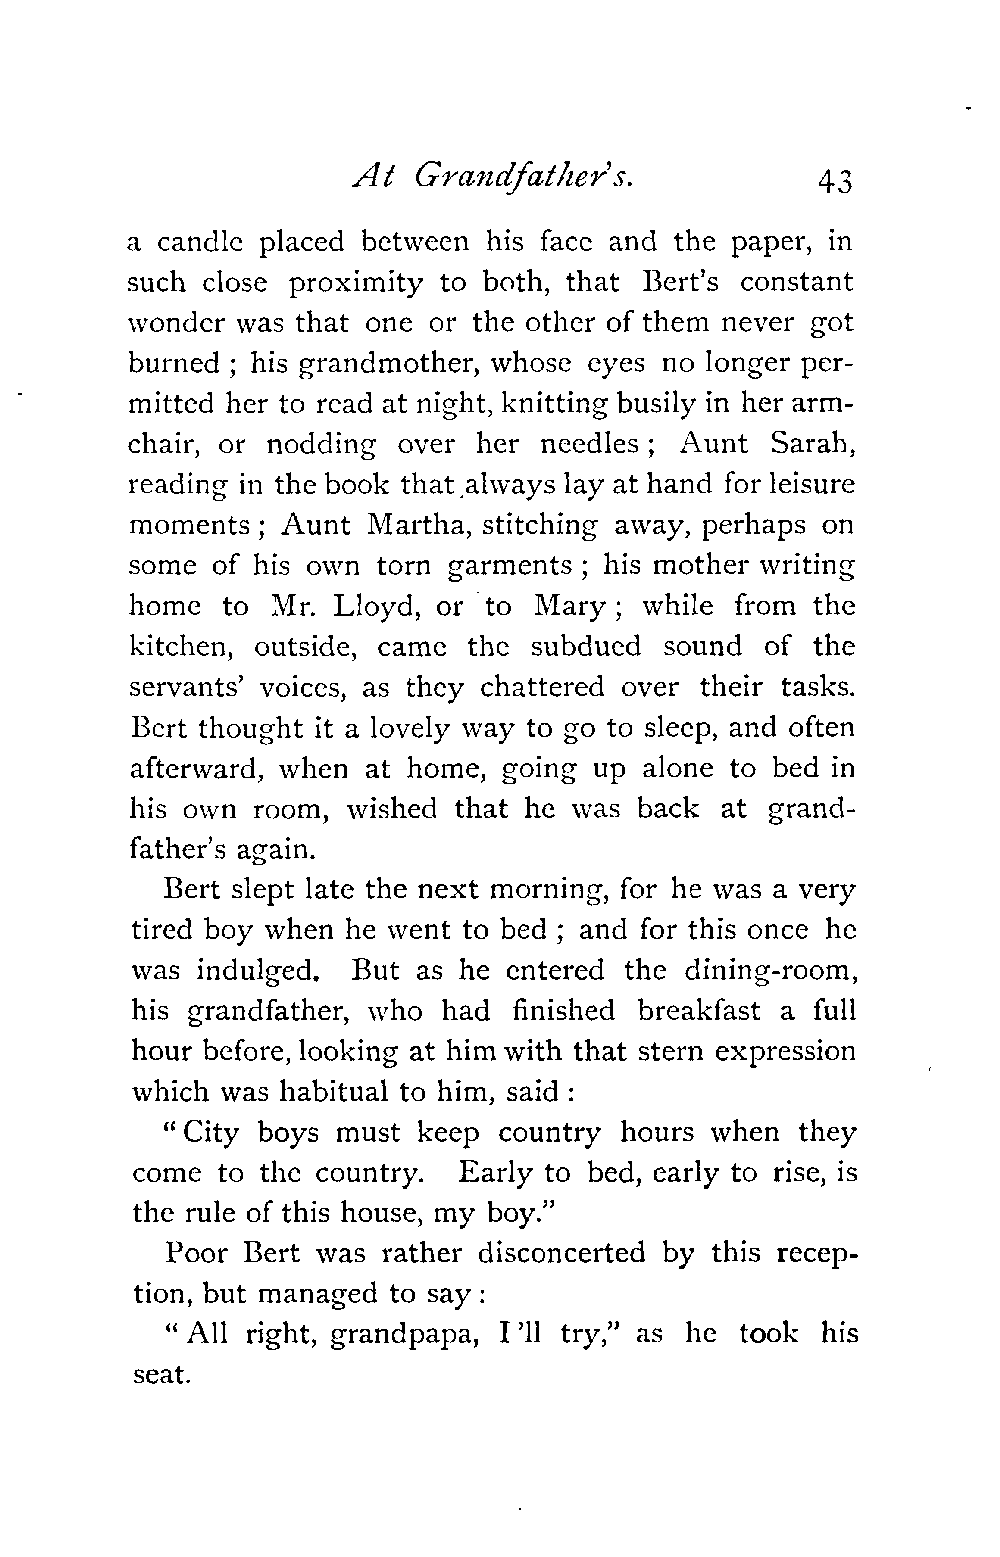 At Grandfather's. 43
a candle placed between his face and the paper, in
such close proximity to both, that Bert's constant
wonder was that one or the other of them never got
burned ; his grandmother, whose eyes no longer per-
mitted her to read at night, knitting busily in her arm-
chair, or nodding over her needles ; Aunt Sarah,
reading in the book that always lay at hand for leisure
moments ; Aunt Martha, stitching away, perhaps on
some of his own torn garments ; his mother writing
home to Mr. Lloyd, or to Mary ; while from the
kitchen, outside, came the subdued sound of the
servants' voices, as they chattered over their tasks.
Bert thought it a lovely way to go to sleep, and often
afterward, when at home, going up alone to bed in
his own room, wished that he was back at grand-
father's again.
Bert slept late the next morning, for he was a very
tired boy when he went to bed ; and for this once he
was indulged. But as he entered the dining-room,
his grandfather, who had finished breakfast a full
hour before, looking at him with that stern expression
which was habitual to him, said :
“ City boys must keep country hours when they
come to the country. Early to bed, early to rise, is
the rule of this house, my boy.”
Poor Bert was rather disconcerted by this recep-
tion, but managed to say :
“ All right, grandpapa, I 'll try,” as he took his
seat.